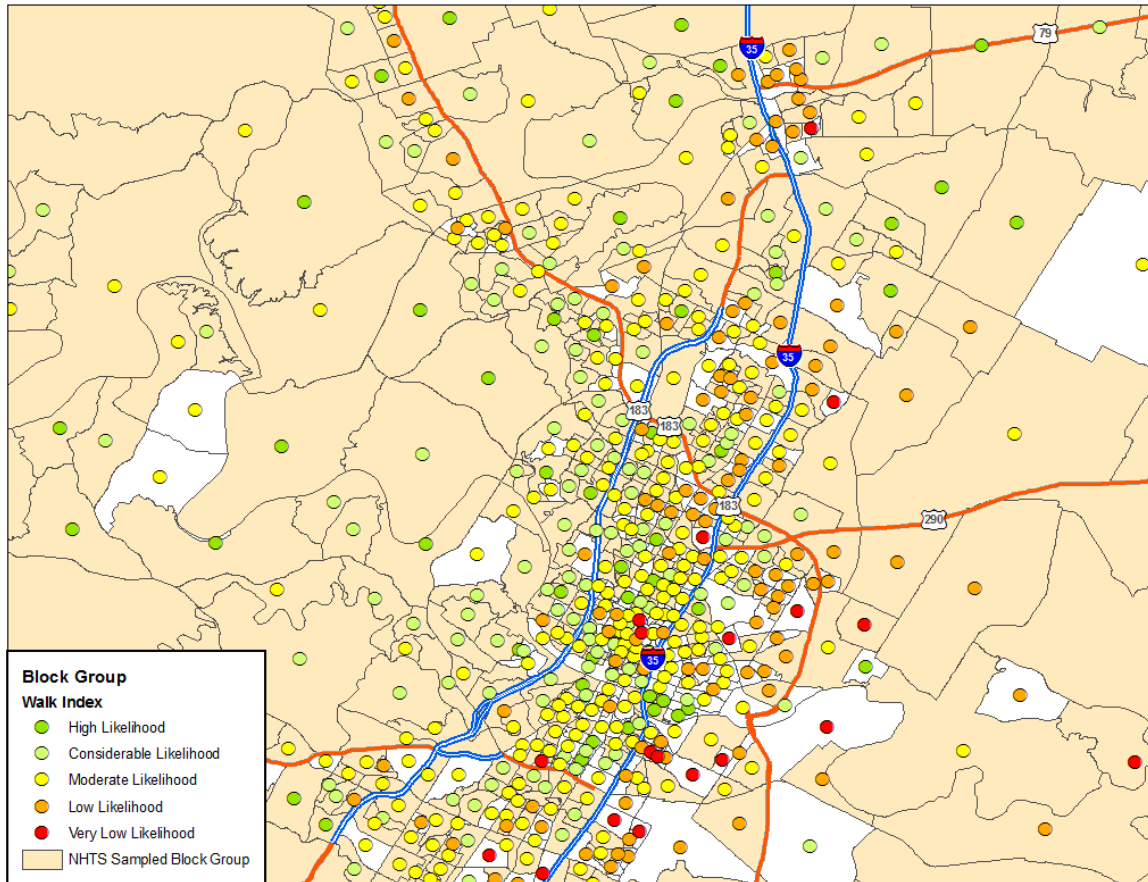 35
79
35
183
183
183
290
35
Block Group
Walk Index
High Likelihood
Considerable Likelihood
Moderate Likelihood
Low Likelihood
Very Low Likelihood
NHTS Sampled Block Group